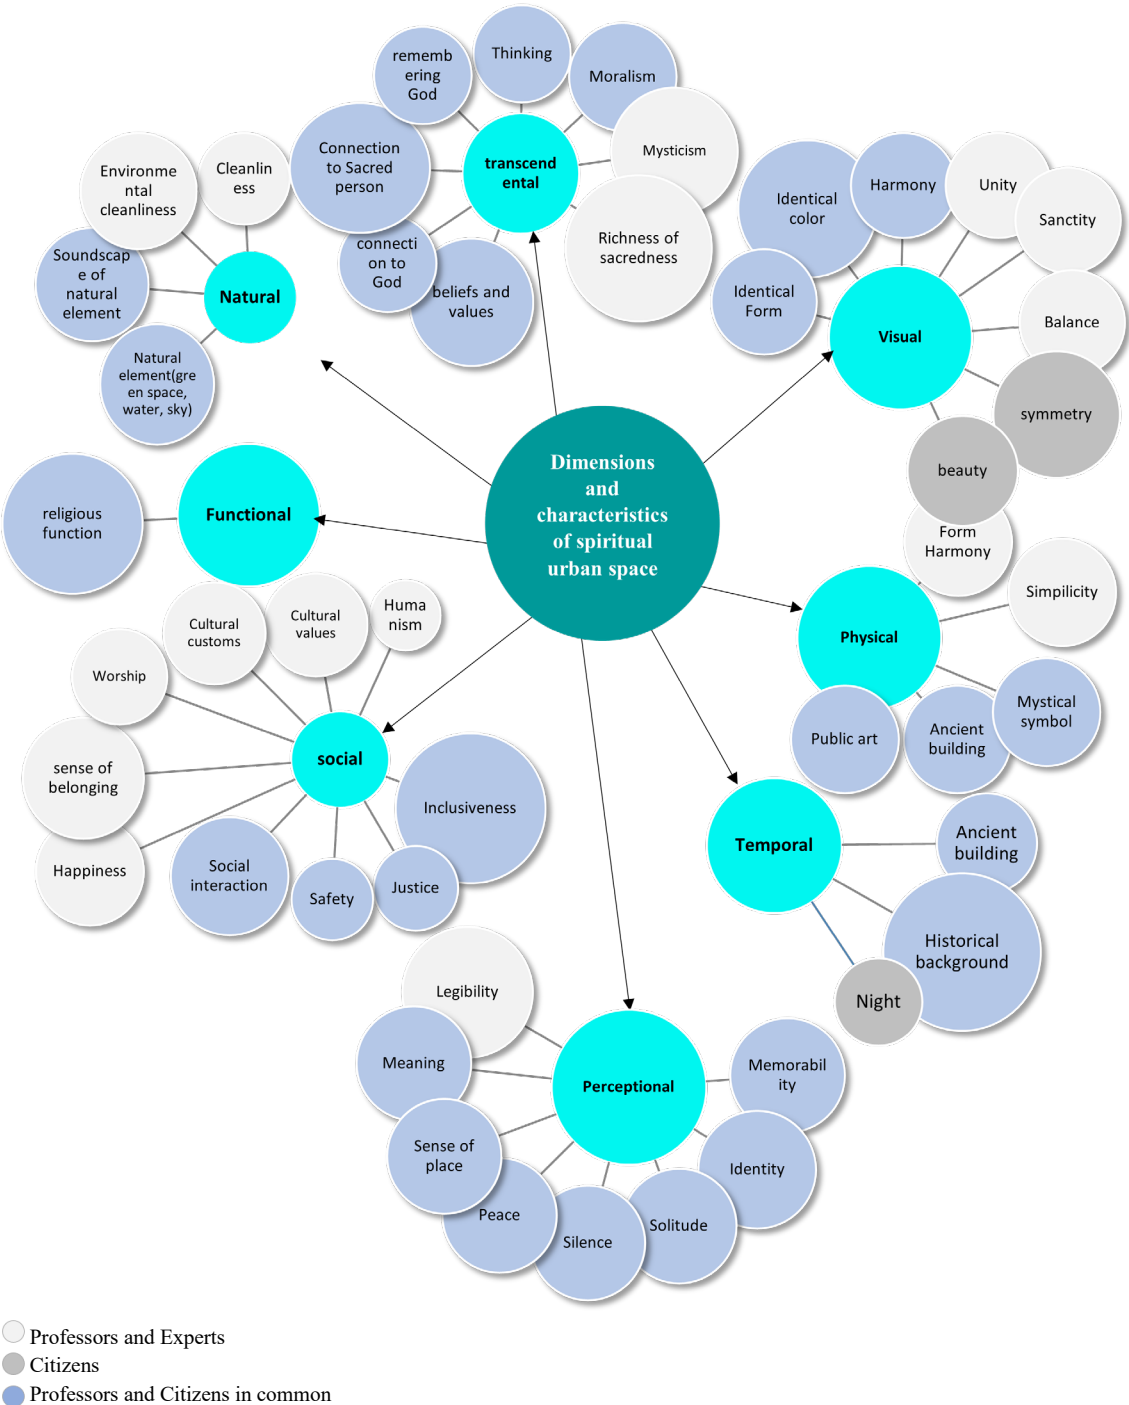 Dimensions
and
characteristics
of spiritual
urban space
transcend
ental
rememb
ering
God
Thinking
Moralism
Mysticism
Richness of
sacredness
beliefs and
values
connecti
on to
God
Connection
to Sacred
person
Visual
Identical
Form
Identical
color
Harmony
Unity
Sanctity
Balance
symmetry
beauty
Physical
Form
Harmony
Simpilicity
Mystical
symbol
Ancient
building
Public art
Temporal
Ancient
building
Historical
background
Night
Perceptional
Memorabil
ity
Identity
Solitude
Silence
Peace
Sense of
place
Meaning
Legibility
social
Inclusiveness
Justice
Safety
Social
interaction
Happiness
sense of
belonging
Worship
Cultural
customs
Cultural
values
Huma
nism
Functional
religious
function
Natural
Natural
element(gre
en space,
water, sky)
Soundscap
e of
natural
element
Environme
ntal
cleanliness
Cleanlin
ess
Professors and Experts
Citizens
Professors and Citizens in common